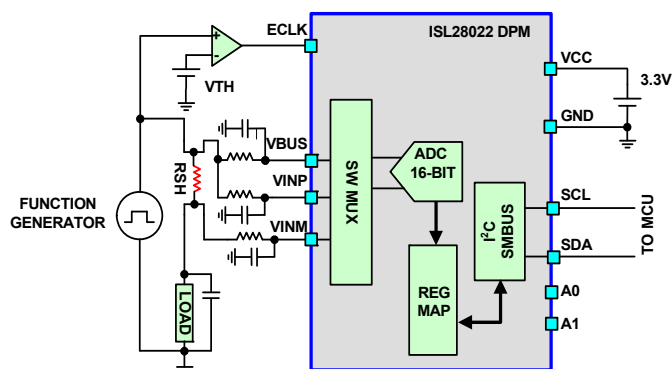 ECLK
ISL28022 DPM
+
-
VTH
VCC
3.3V
GND
VBUS
VINP
VINM
RSH
FUNCTION
GENERATOR
LOAD
SW MUX
ADC
16-BIT
REG
MAP
I²C
SMBUS
SCL
SDA
TO MCU
A0
A1